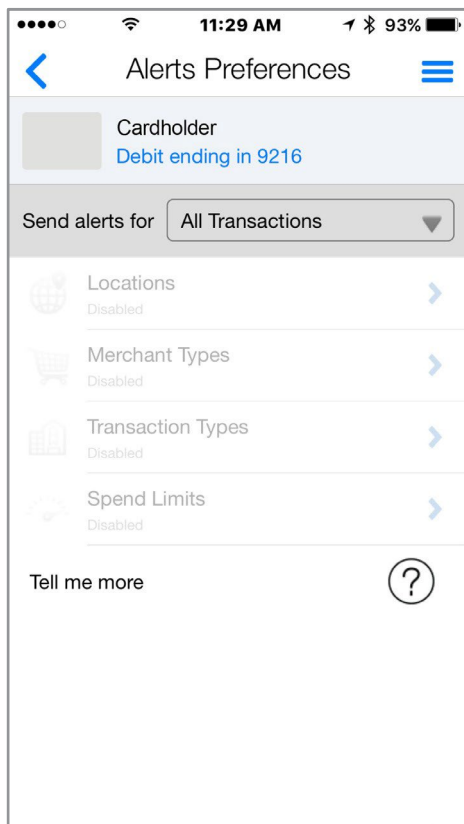 11:29 AM
93%
Alerts Preferences
Cardholder
Debit ending in 9216
Send alerts for
All Transactions
Locations
Disabled
Merchant Types
Disabled
Transaction Types
Disabled
Spend Limits
Disabled
Tell me more
?